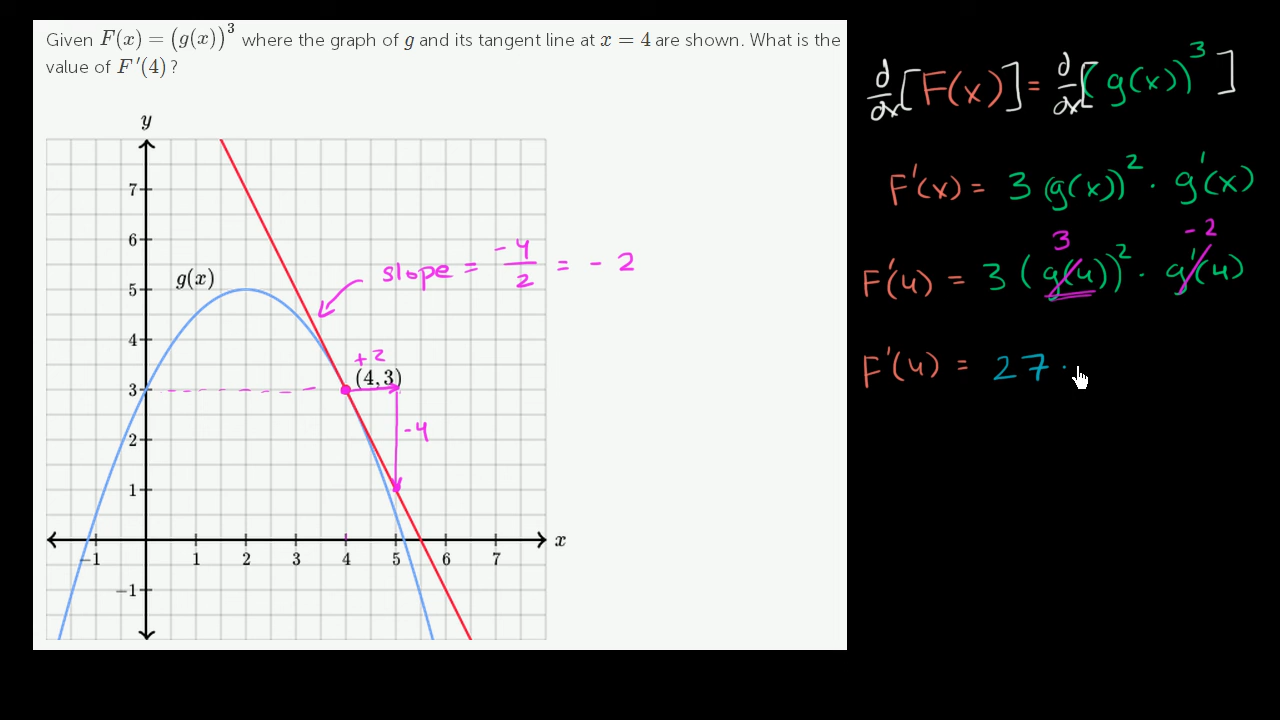 Given F(x) = (g(x))³ where the graph of g and its tangent line at x = 4 are shown. What is the
value of F′(4) ?
y
7
6
5
4
3
2
1
−1
−1
1
2
3
4
5
6
7
x
g(x)
slope = -4/2 = -2
+2
(4,3)
-4
d/dx[F(x)] = d/dx[(g(x))³]
F'(x) = 3 (g(x))² · g'(x)
3 -2
F'(4) = 3 (g(4))² · g'(4)
F'(4) = 27 ·